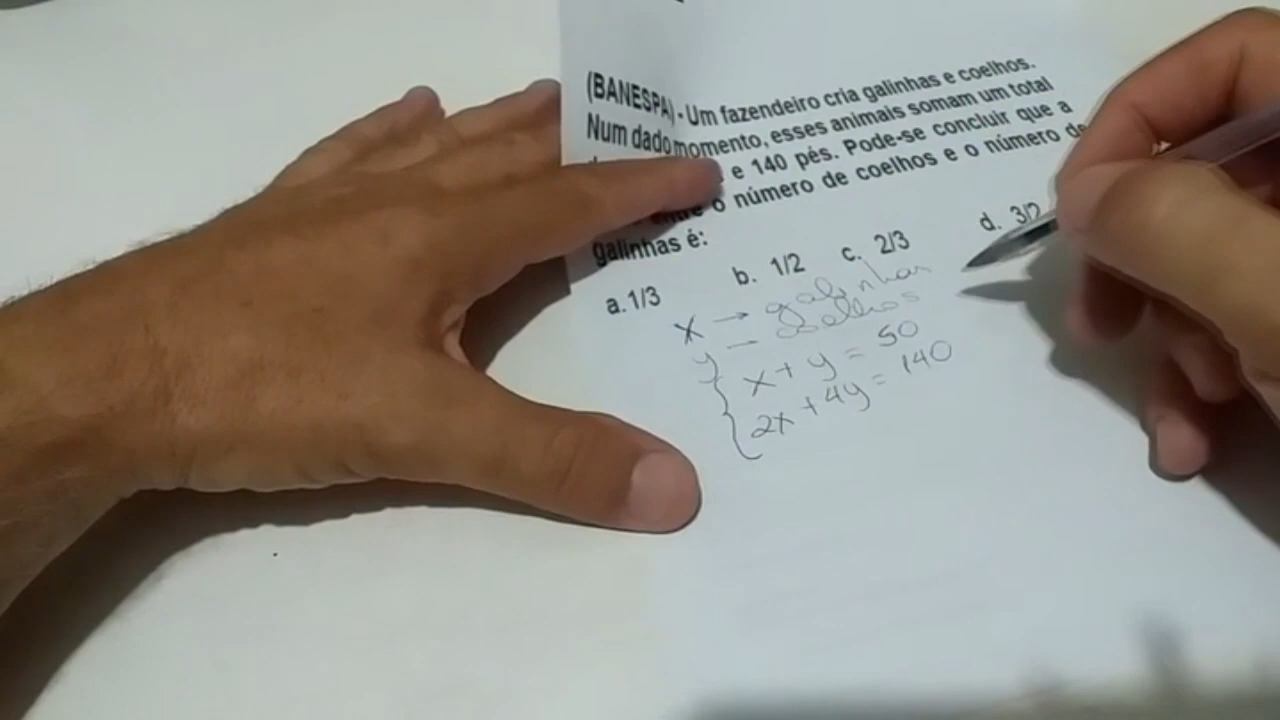 (BANESPA) - Um fazendeiro cria galinhas e coelhos.
Num dado momento, esses animais somam um total
e 140 pés. Pode-se concluir que a
entre o número de coelhos e o número de
galinhas é:
a. 1/3 b. 1/2 c. 2/3 d. 3/2
x → galinhas
y — coelhos
x + y = 50
2x + 4y = 140